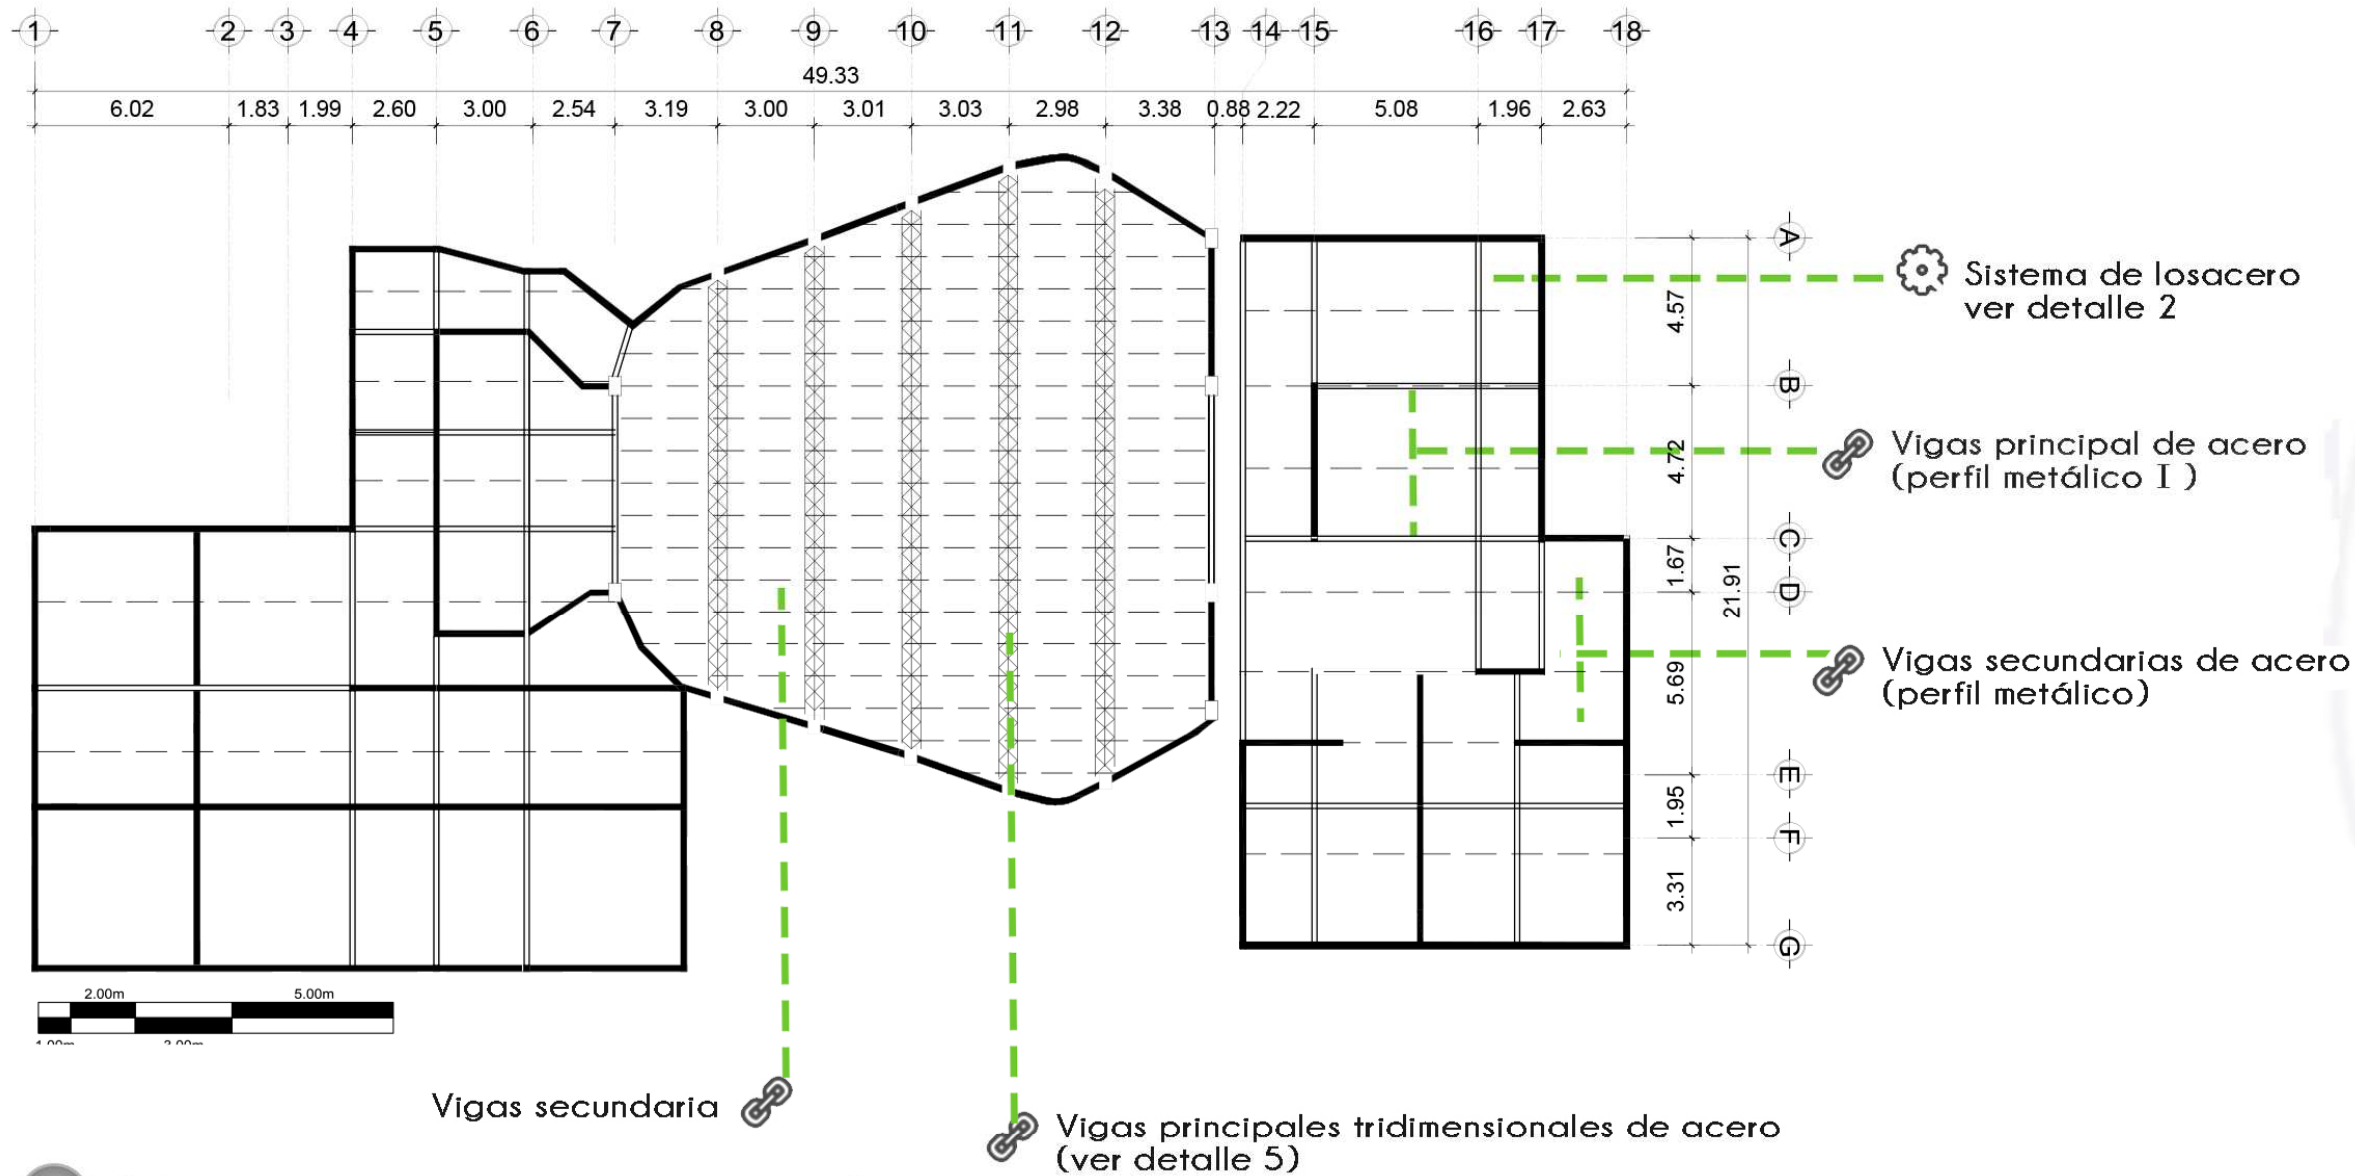 1 2 3 4 5 6 7 8 9 10 11 12 13 14 15 16 17 18
49.33
6.02 1.83 1.99 2.60 3.00 2.54 3.19 3.00 3.01 3.03 2.98 3.38 0.88 2.22 5.08 1.96 2.63
A
B
C
D
E
F
G
4.57
4.72
1.67
5.69
1.95
3.31
21.91
Sistema de losacero
ver detalle 2
Vigas principal de acero
(perfil metálico I )
Vigas secundarias de acero
(perfil metálico)
2.00m 5.00m
Vigas secundaria
Vigas principales tridimensionales de acero
(ver detalle 5)